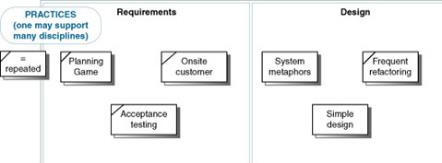 PRACTICES
(one may support
many disciplines)
=
repeated
Requirements
Planning
Game
Onsite
customer
Acceptance
testing
Design
System
metaphors
Frequent
refactoring
Simple
design